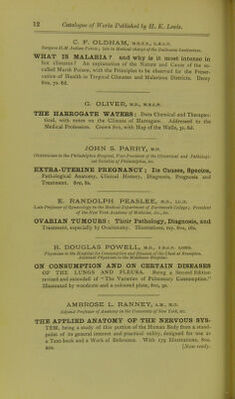 12 Catalogue of Works Published by H. K. Lewis.
C. F. OLDHAM, M.R.C.S., L.R.C.P.
Surgeon H.M. Indian Forces; late in Medical charge of the Dalhousie Sanitarium.
WHAT IS MALARIA? and why is it most intense in
hot climates? An explanation of the Nature and Cause of the so-
called Marsh Poison, with the Principles to be observed for the Preser-
vation of Health in Tropical Climates and Malarious Districts. Demy
8vo, 7s. 6d.
G. OLIVER, M.D., M.R.C.P.
THE HARROGATE WATERS: Data Chemical and Therapeu-
tical, with notes on the Climate of Harrogate. Addressed to the
Medical Profession. Crown 8vo, with Map of the Wells, 3s. 6d.
JOHN S. PARRY, M.D.
Obstetrician to the Philadelphia Hospital, Vice-President of the Obstetrical and Pathologi-
cal Societies of Philadelphia, &c.
EXTRA-UTERINE PREGNANCY; Its Causes, Species,
Pathological Anatomy, Clinical History, Diagnosis, Prognosis and
Treatment. 8vo, 8s.
E. RANDOLPH PEASLEE, M.D., LL.D.
Late Professor of Gynæcology in the Medical Department of Dartmouth College; President
of the New York Academy of Medicine, &c., &c.
OVARIAN TUMOURS: Their Pathology, Diagnosis, and
Treatment, especially by Ovariotomy. Illustrations, roy. 8vo, 16s.
R. DOUGLAS POWELL, M.D., F.R.C.P. LOND.
Physician to the Hospital for Consumption and Diseases of the Chest at Brompton,
Physician to the Middlesex Hospital.
ON CONSUMPTION AND ON CERTAIN DISEASES
OF THE LUNGS AND PLEURA. Being a Second Edition
revised and extended of "The Varieties of Pulmonary Consumption."
Illustrated by woodcuts and a coloured plate, 8vo, 9s.
AMBROSE L. RANNEY, A.M., M.D.
Adjunct Professor of Anatomy in the University of New York, etc.
THE APPLIED ANATOMY OF THE NERVOUS SYS-
TEM, being a study of this portion of the Human Body from a stand-
point of its general interest and practical utility, designed for use as
a Text-book and a Work of Reference. With 179 illustrations, 8vo,
20s. [Now ready.